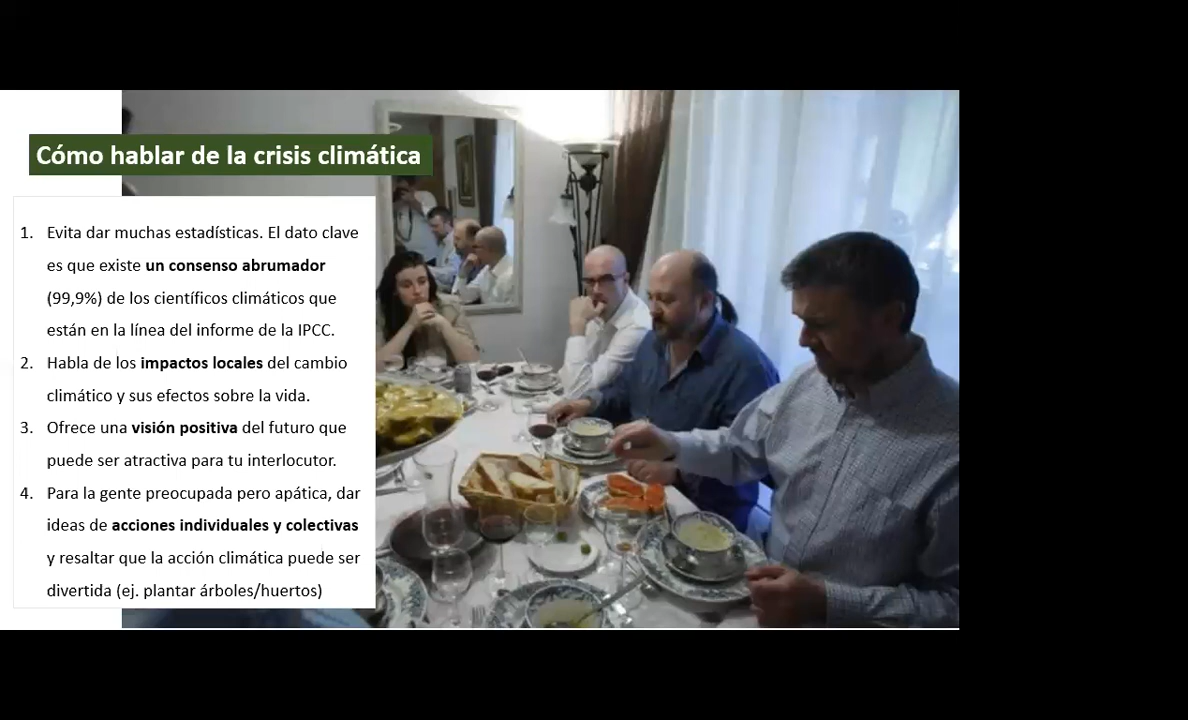 Cómo hablar de la crisis climática
1. Evita dar muchas estadísticas. El dato clave
es que existe un consenso abrumador
(99,9%) de los científicos climáticos que
están en la línea del informe de la IPCC.
2. Habla de los impactos locales del cambio
climático y sus efectos sobre la vida.
3. Ofrece una visión positiva del futuro que
puede ser atractiva para tu interlocutor.
4. Para la gente preocupada pero apática, dar
ideas de acciones individuales y colectivas
y resaltar que la acción climática puede ser
divertida (ej. plantar árboles/huertos)